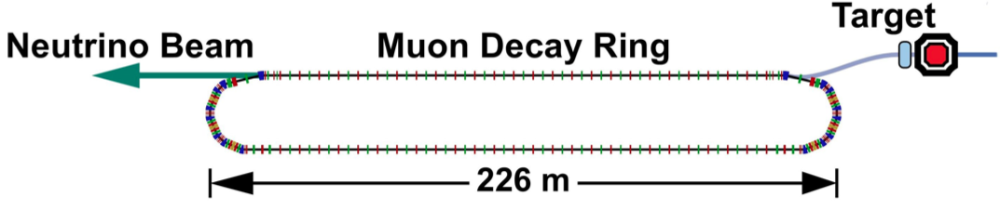 Target
Neutrino Beam
Muon Decay Ring
226 m